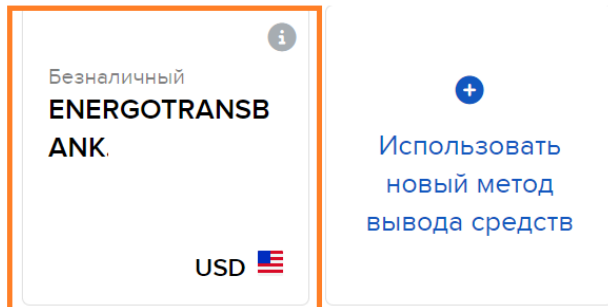 Безналичный
ENERGOTRANSB
ANK.
USD
Использовать
новый метод
вывода средств